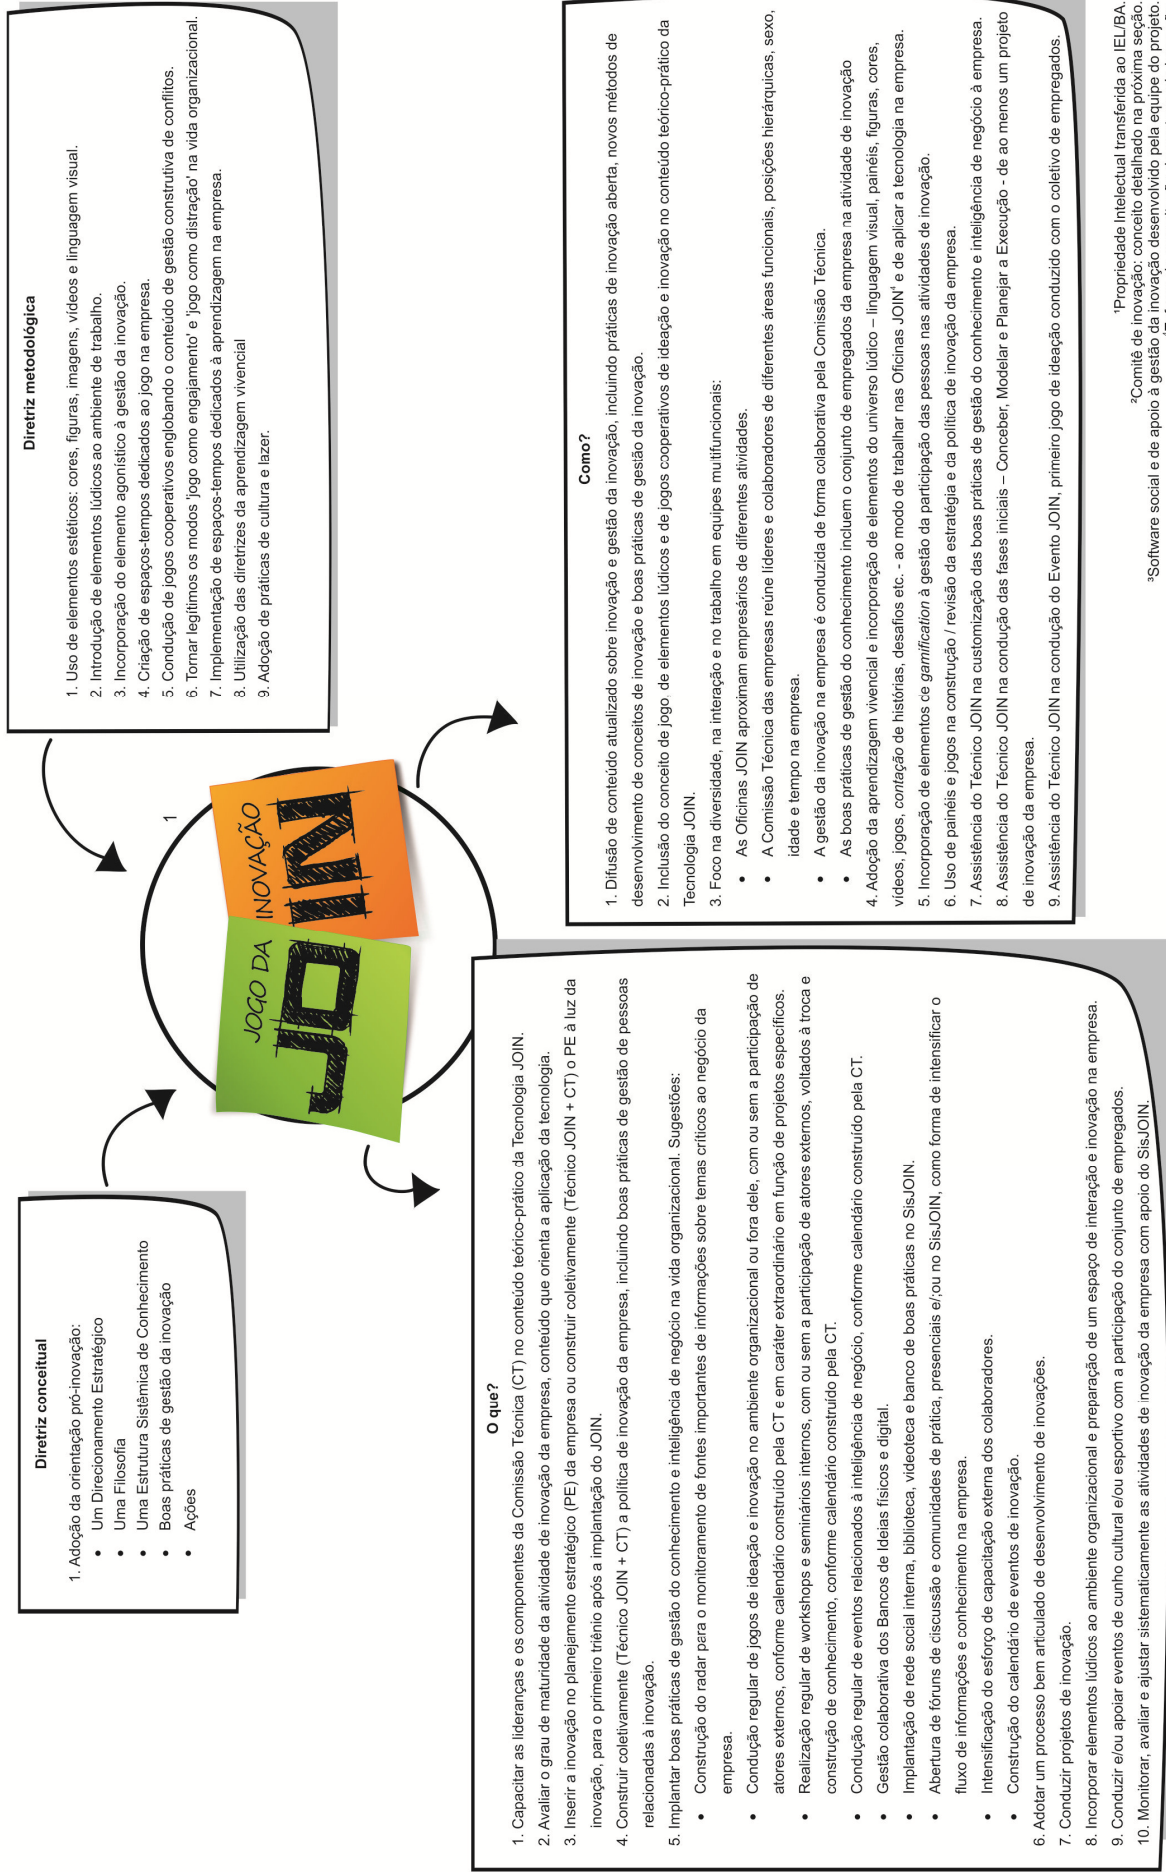 Diretriz conceitual
1. Adoção da orientação pró-inovação:
• Um Direcionamento Estratégico
• Uma Filosofia
• Uma Estrutura Sistêmica de Conhecimento
• Boas práticas de gestão da inovação
• Ações
JOGO DA
JO
INOVAÇÃO
IN
1
Diretriz metodológica
1. Uso de elementos estéticos: cores, figuras, imagens, vídeos e linguagem visual.
2. Introdução de elementos lúdicos ao ambiente de trabalho.
3. Incorporação do elemento agonístico à gestão da inovação.
4. Criação de espaços-tempos dedicados ao jogo na empresa.
5. Condução de jogos cooperativos englobando o conteúdo de gestão construtiva de conflitos.
6. Tornar legítimos os modos 'jogo como engajamento' e 'jogo como distração' na vida organizacional.
7. Implementação de espaços-tempos dedicados à aprendizagem na empresa.
8. Utilização das diretrizes da aprendizagem vivencial
9. Adoção de práticas de cultura e lazer.
O que?
1. Capacitar as lideranças e os componentes da Comissão Técnica (CT) no conteúdo teórico-prático da Tecnologia JOIN.
2. Avaliar o grau de maturidade da atividade de inovação da empresa, conteúdo que orienta a aplicação da tecnologia.
3. Inserir a inovação no planejamento estratégico (PE) da empresa ou construir coletivamente (Técnico JOIN + CT) o PE à luz da
inovação, para o primeiro triênio após a implantação do JOIN.
4. Construir coletivamente (Técnico JOIN + CT) a política de inovação da empresa, incluindo boas práticas de gestão de pessoas
relacionadas à inovação.
5. Implantar boas práticas de gestão do conhecimento e inteligência de negócio na vida organizacional. Sugestões:
• Construção do radar para o monitoramento de fontes importantes de informações sobre temas críticos ao negócio da
empresa.
• Condução regular de jogos de ideação e inovação no ambiente organizacional ou fora dele, com ou sem a participação de
atores externos, conforme calendário construído pela CT e em caráter extraordinário em função de projetos específicos.
• Realização regular de workshops e seminários internos, com ou sem a participação de atores externos, voltados à troca e
construção de conhecimento, conforme calendário construído pela CT.
• Condução regular de eventos relacionados à inteligência de negócio, conforme calendário construído pela CT.
• Gestão colaborativa dos Bancos de Ideias físicos e digital.
• Implantação de rede social interna, biblioteca, videoteca e banco de boas práticas no SisJOIN.
• Abertura de fóruns de discussão e comunidades de prática, presenciais e/;ou no SisJOIN, como forma de intensificar o
fluxo de informações e conhecimento na empresa.
• Intensificação do esforço de capacitação externa dos colaboradores.
• Construção do calendário de eventos de inovação.
6. Adotar um processo bem articulado de desenvolvimento de inovações.
7. Conduzir projetos de inovação.
8. Incorporar elementos lúdicos ao ambiente organizacional e preparação de um espaço de interação e inovação na empresa.
9. Conduzir e/ou apoiar eventos de cunho cultural e/ou esportivo com a participação do conjunto de empregados.
10. Monitorar, avaliar e ajustar sistematicamente as atividades de inovação da empresa com apoio do SisJOIN.
Como?
1. Difusão de conteúdo atualizado sobre inovação e gestão da inovação, incluindo práticas de inovação aberta, novos métodos de
desenvolvimento de conceitos de inovação e boas práticas de gestão da inovação.
2. Inclusão do conceito de jogo, de elementos lúdicos e de jogos cooperativos de ideação e inovação no conteúdo teórico-prático da
Tecnologia JOIN.
3. Foco na diversidade, na interação e no trabalho em equipes multifuncionais:
• As Oficinas JOIN aproximam empresários de diferentes atividades.
• A Comissão Técnica das empresas reúne líderes e colaboradores de diferentes áreas funcionais, posições hierárquicas, sexo,
idade e tempo na empresa.
• A gestão da inovação na empresa é conduzida de forma colaborativa pela Comissão Técnica.
• As boas práticas de gestão do conhecimento incluem o conjunto de empregados da empresa na atividade de inovação
4. Adoção da aprendizagem vivencial e incorporação de elementos do universo lúdico – linguagem visual, painéis, figuras, cores,
vídeos, jogos, contação de histórias, desafios etc. - ao modo de trabalhar nas Oficinas JOIN⁴ e de aplicar a tecnologia na empresa.
5. Incorporação de elementos ce gamification à gestão da participação das pessoas nas atividades de inovação.
6. Uso de painéis e jogos na construção / revisão da estratégia e da política de inovação da empresa.
7. Assistência do Técnico JOIN na customização das boas práticas de gestão do conhecimento e inteligência de negócio à empresa.
8. Assistência do Técnico JOIN na condução das fases iniciais – Conceber, Modelar e Planejar a Execução - de ao menos um projeto
de inovação da empresa.
9. Assistência do Técnico JOIN na condução do Evento JOIN, primeiro jogo de ideação conduzido com o coletivo de empregados.
¹Propriedade Intelectual transferida ao IEL/BA.
²Comitê de inovação: conceito detalhado na próxima seção.
³Software social e de apoio à gestão da inovação desenvolvido pela equipe do projeto.